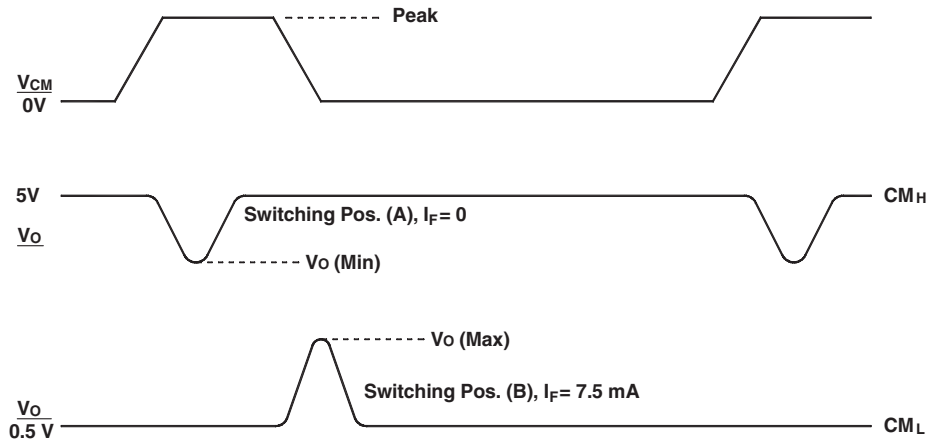 Peak
VCM
0V
5V
CMH
Switching Pos. (A), IF = 0
VO
VO (Min)
VO (Max)
Switching Pos. (B), IF = 7.5 mA
VO
0.5 V
CML